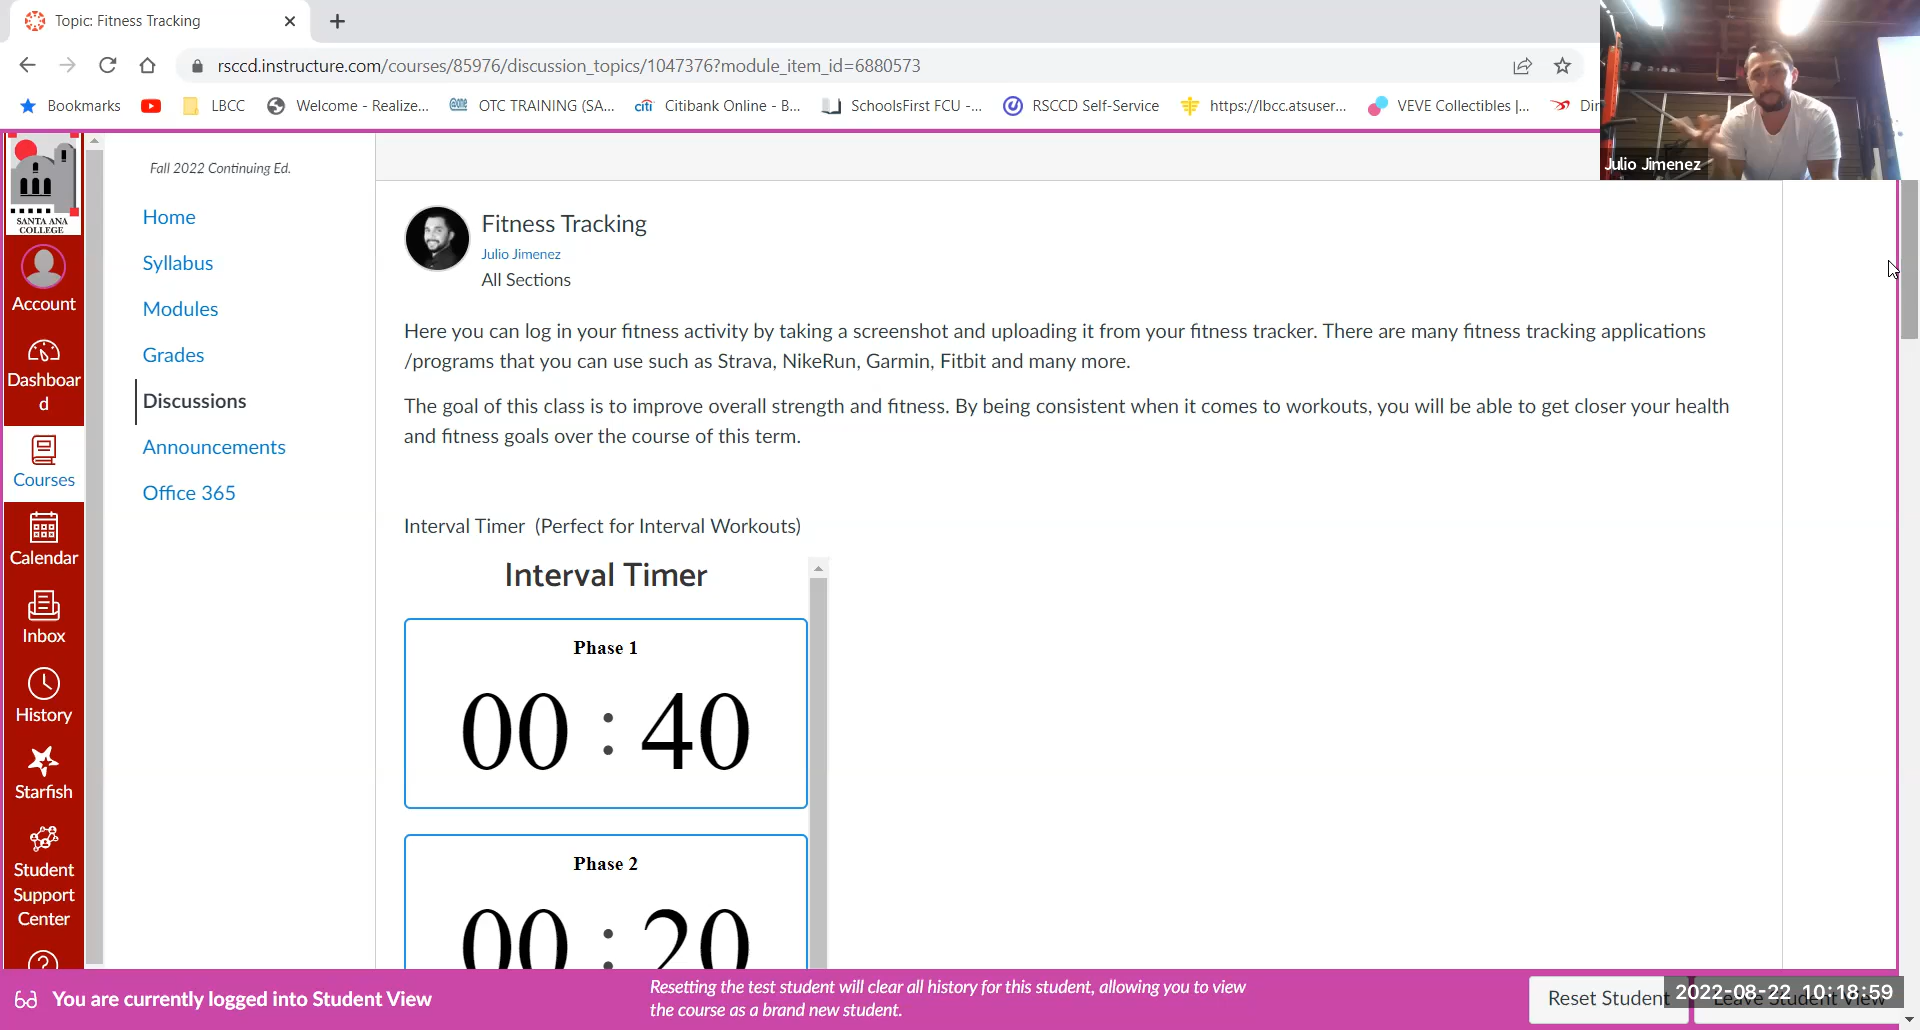 Topic: Fitness Tracking
rsccd.instructure.com/courses/85976/discussion_topics/1047376?module_item_id=6880573
Bookmarks
LBCC
Welcome - Realize...
OTC TRAINING (SA...
citi
Citibank Online - B...
SchoolsFirst FCU -...
RSCCD Self-Service
https://lbcc.atsuser...
VEVE Collectibles |...
Dir
Julio Jimenez
SANTA ANA
COLLEGE
Account
Dashboar
d
Courses
Calendar
Inbox
History
Starfish
Student
Support
Center
Fall 2022 Continuing Ed.
Home
Syllabus
Modules
Grades
Discussions
Announcements
Office 365
Fitness Tracking
Julio Jimenez
All Sections
Here you can log in your fitness activity by taking a screenshot and uploading it from your fitness tracker. There are many fitness tracking applications
/programs that you can use such as Strava, NikeRun, Garmin, Fitbit and many more.
The goal of this class is to improve overall strength and fitness. By being consistent when it comes to workouts, you will be able to get closer your health
and fitness goals over the course of this term.
Interval Timer (Perfect for Interval Workouts)
Interval Timer
Phase 1
00 : 40
Phase 2
00 : 20
You are currently logged into Student View
Resetting the test student will clear all history for this student, allowing you to view
the course as a brand new student.
Reset Student
Leave Student View
2022-08-22 10:18:59